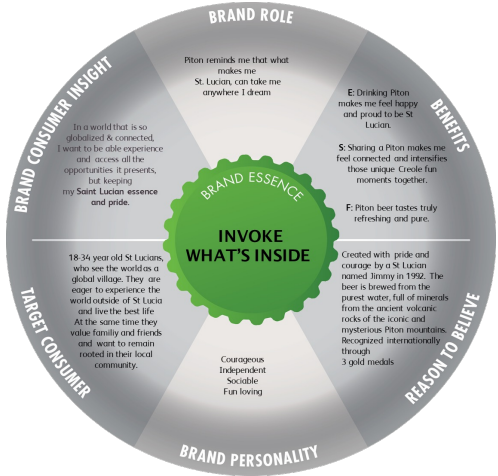 BRAND ROLE
Piton reminds me that what
makes me
St. Lucian, can take me
anywhere I dream
BRAND CONSUMER INSIGHT
In a world that is so
globalized & connected,
I want to be able experience
and access all the
opportunities it presents,
but keeping
my Saint Lucian essence
and pride.
BENEFITS
E: Drinking Piton
makes me feel happy
and proud to be St
Lucian.
S: Sharing a Piton makes me
feel connected and intensifies
those unique Creole fun
moments together.
F: Piton beer tastes truly
refreshing and pure.
BRAND ESSENCE
INVOKE
WHAT'S INSIDE
TARGET CONSUMER
18-34 year old St Lucians,
who see the world as a
global village. They are
eager to experience the
world outside of St Lucia
and live the best life
At the same time they
value familiy and friends
and want to remain
rooted in their local
community.
REASON TO BELIEVE
Created with pride and
courage by a St Lucian
named Jimmy in 1992. The
beer is brewed from the
purest water, full of minerals
from the ancient volcanic
rocks of the iconic and
mysterious Piton mountains.
Recognized internationally
through
3 gold medals
Courageous
Independent
Sociable
Fun loving
BRAND PERSONALITY